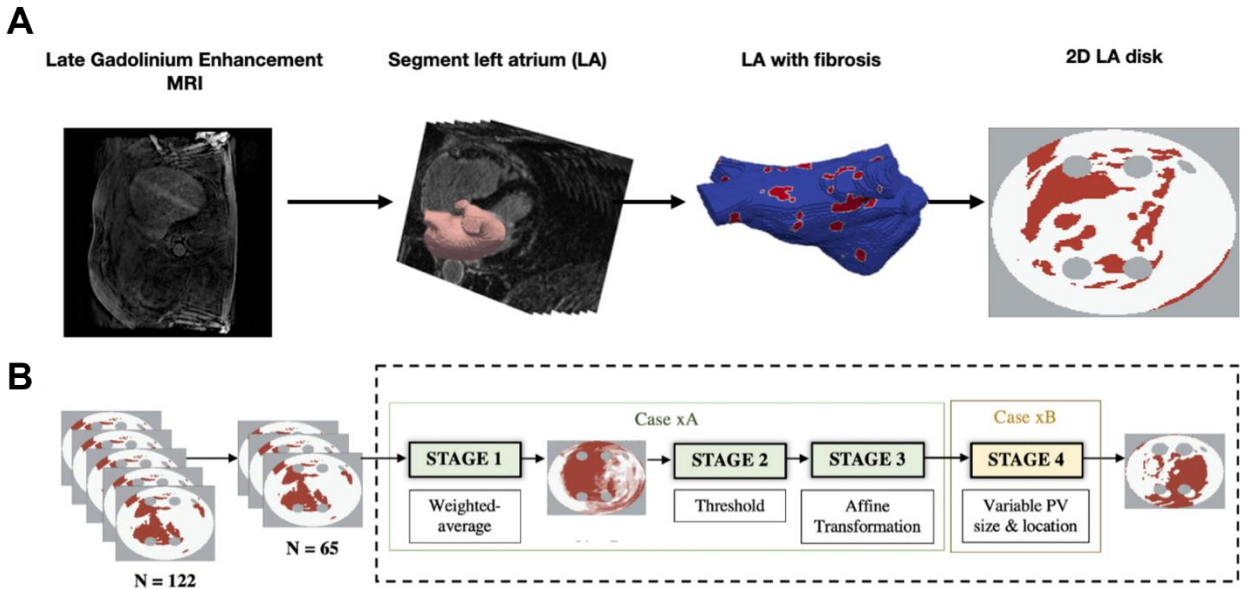 A
Late Gadolinium Enhancement
MRI
Segment left atrium (LA)
LA with fibrosis
2D LA disk
B
Case xA
Case xB
STAGE 1
STAGE 2
STAGE 3
STAGE 4
Weighted-
average
Threshold
Affine
Transformation
Variable PV
size & location
N = 65
N = 122